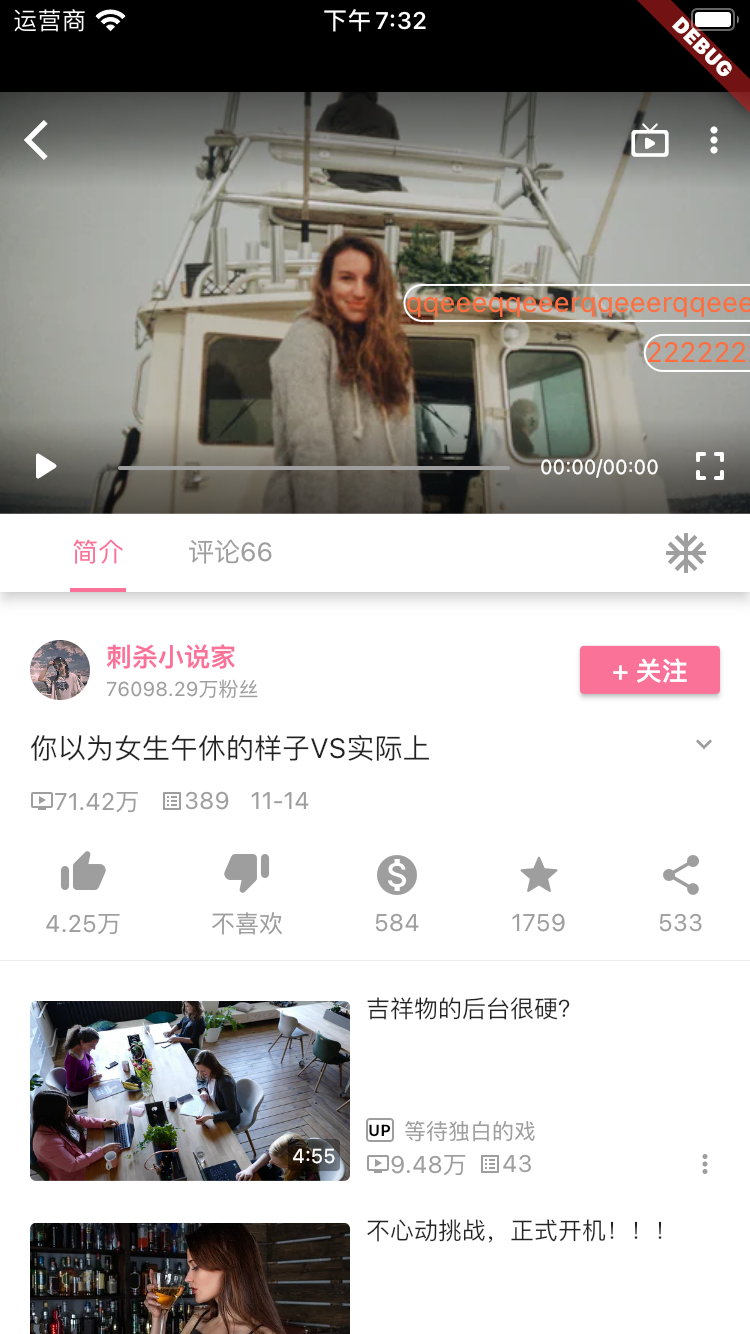 运营商
下午7:32
DEBUG
qqeeeqqeeerqqeeerqqeee
222222
00:00/00:00
简介
评论66
刺杀小说家
76098.29万粉丝
+ 关注
你以为女生午休的样子VS实际上
71.42万 389 11-14
4.25万 不喜欢 584 1759 533
吉祥物的后台很硬?
4:55
UP 等待独白的戏
9.48万 43
不心动挑战，正式开机！！！